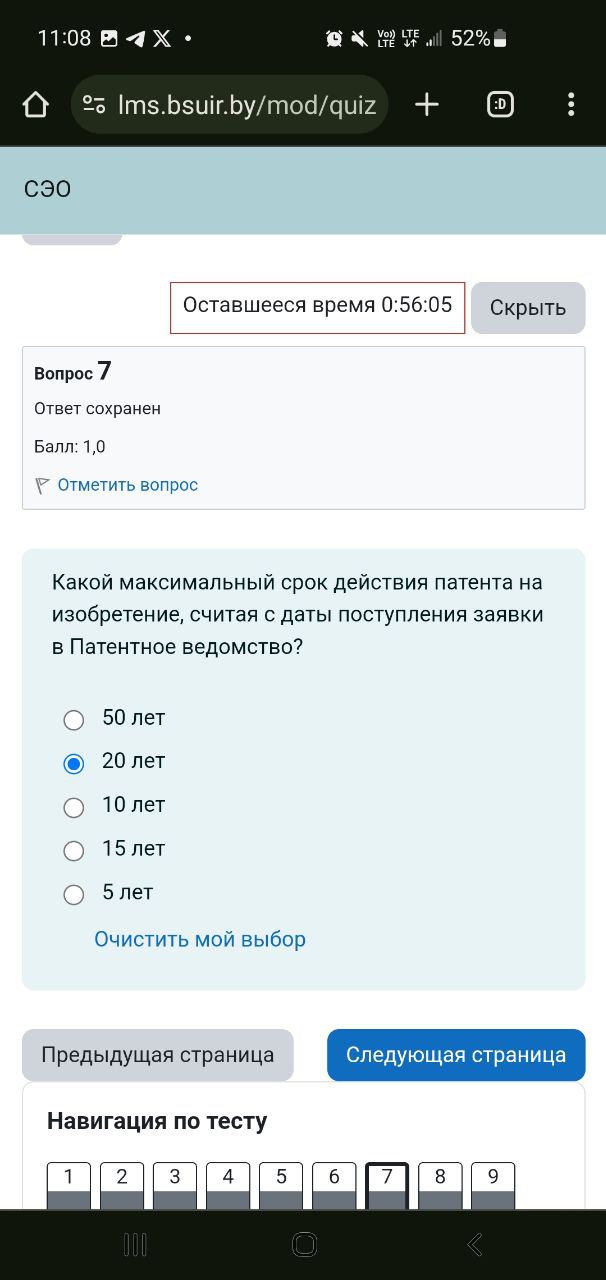 11:08
Vo)) LTE
LTE
52%
lms.bsuir.by/mod/quiz
:D
СЭО
Оставшееся время 0:56:05
Скрыть
Вопрос 7
Ответ сохранен
Балл: 1,0
Отметить вопрос
Какой максимальный срок действия патента на
изобретение, считая с даты поступления заявки
в Патентное ведомство?
50 лет
20 лет
10 лет
15 лет
5 лет
Очистить мой выбор
Предыдущая страница
Следующая страница
Навигация по тесту
1 2 3 4 5 6 7 8 9